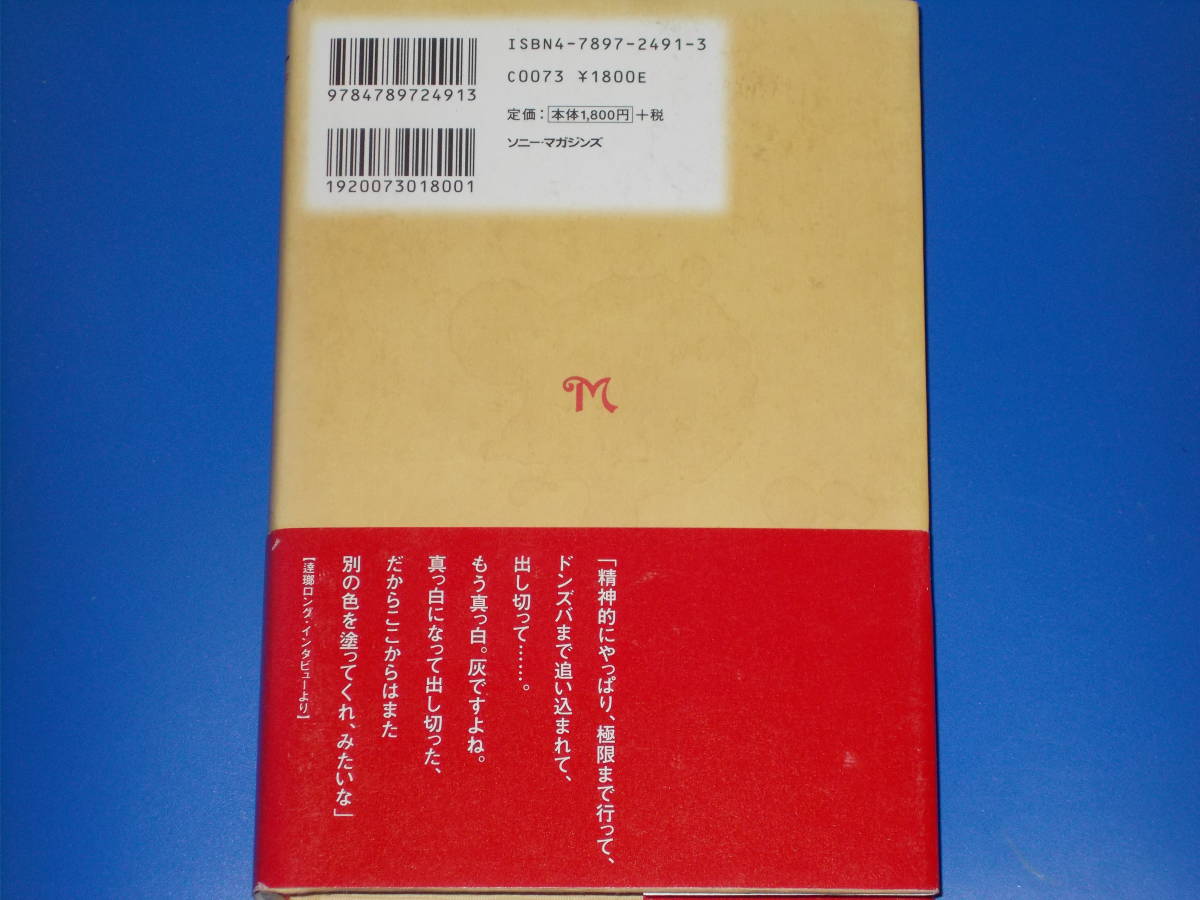 ISBN4-7897-2491-3
C0073 ¥1800E
9784789724913
定価：本体1,800円＋税
ソニー・マガジンズ
1920073018001
M
「精神的にやっぱり、極限まで行って、
ドンズバまで追い込まれて、
出し切って……。
もう真っ白。灰ですよね。
真っ白になって出し切った、
だからここからはまた
別の色を塗ってくれ、みたいな」
【逹瑯ロング・インタビューより】